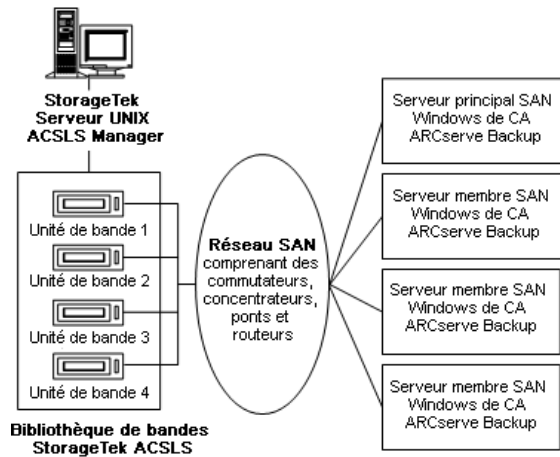 StorageTek
Serveur UNIX
ACSLS Manager
Unité de bande 1
Unité de bande 2
Unité de bande 3
Unité de bande 4
Bibliothèque de bandes
StorageTek ACSLS
Réseau SAN
comprenant des
commutateurs,
concentrateurs,
ponts et
routeurs
Serveur principal SAN
Windows de CA
ARCserve Backup
Serveur membre SAN
Windows de CA
ARCserve Backup
Serveur membre SAN
Windows de CA
ARCserve Backup
Serveur membre SAN
Windows de CA
ARCserve Backup